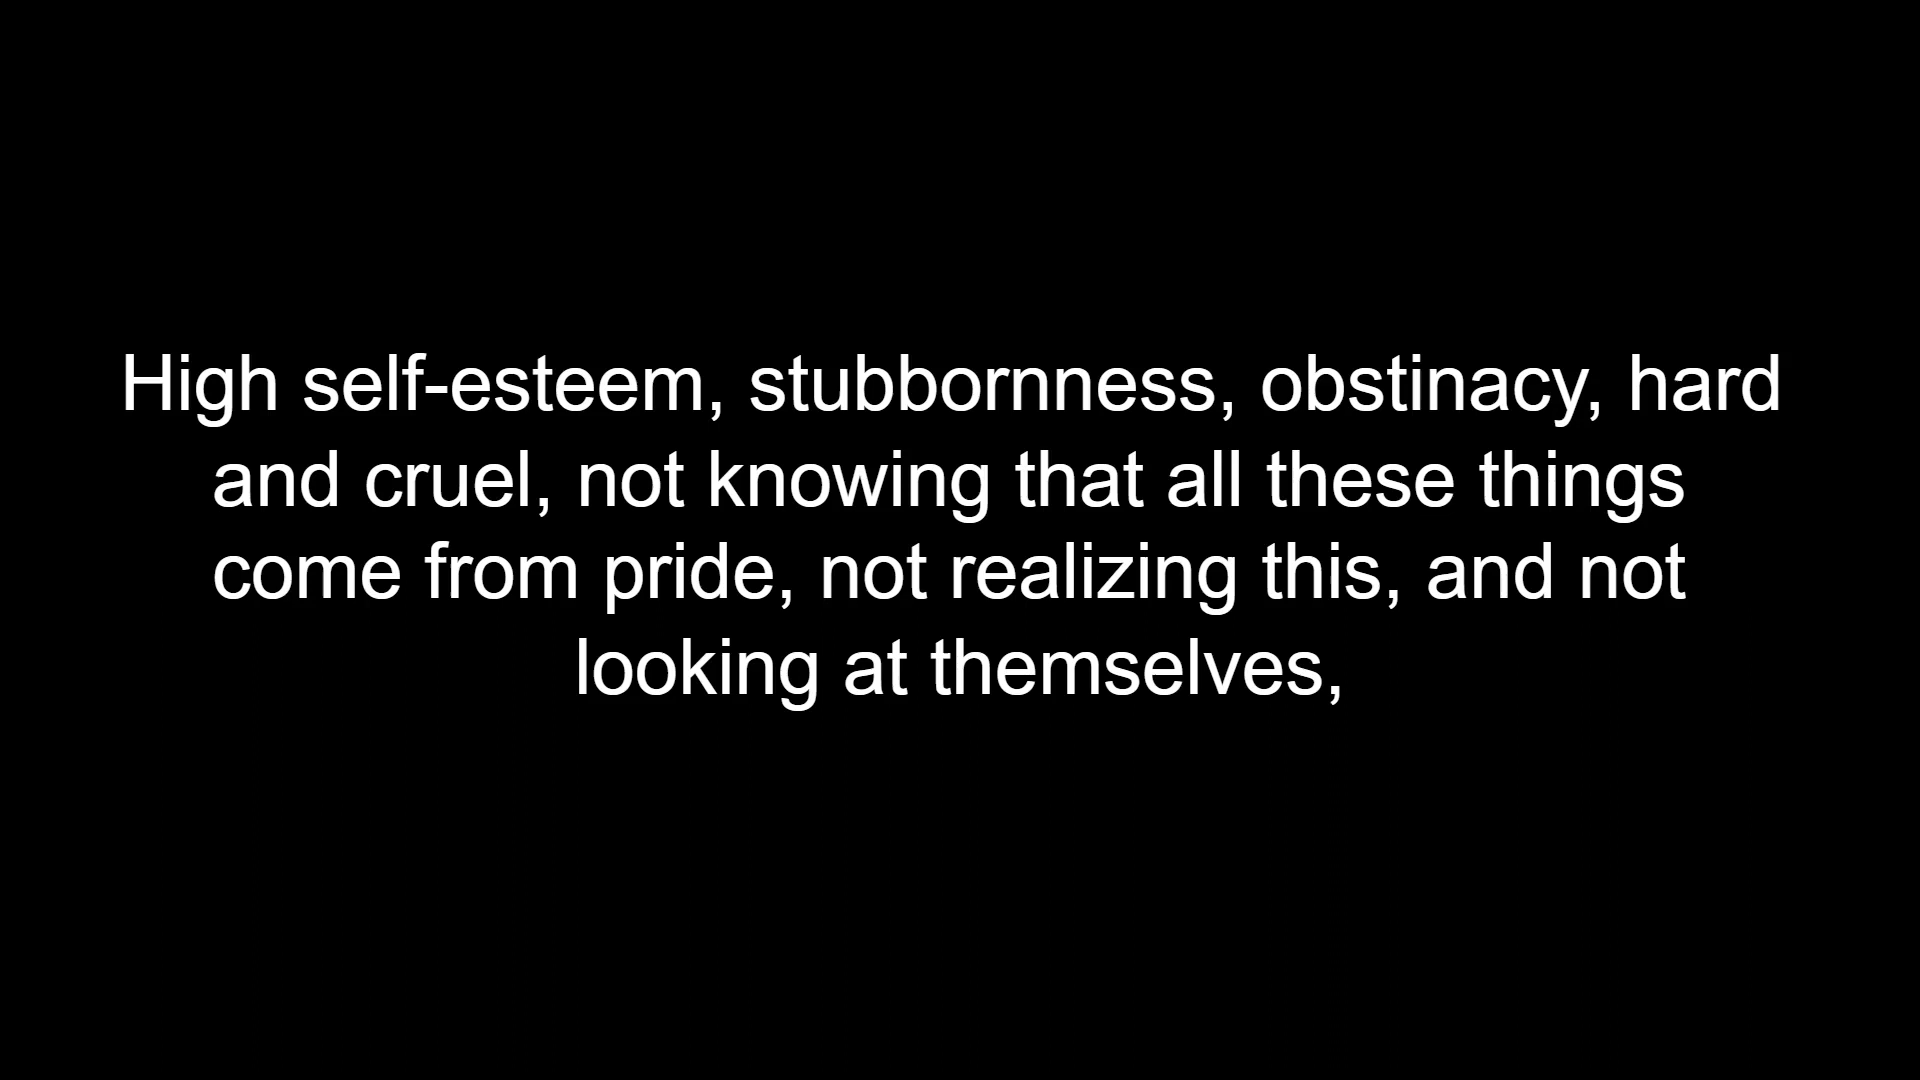 High self-esteem, stubbornness, obstinacy, hard
and cruel, not knowing that all these things
come from pride, not realizing this, and not
looking at themselves,